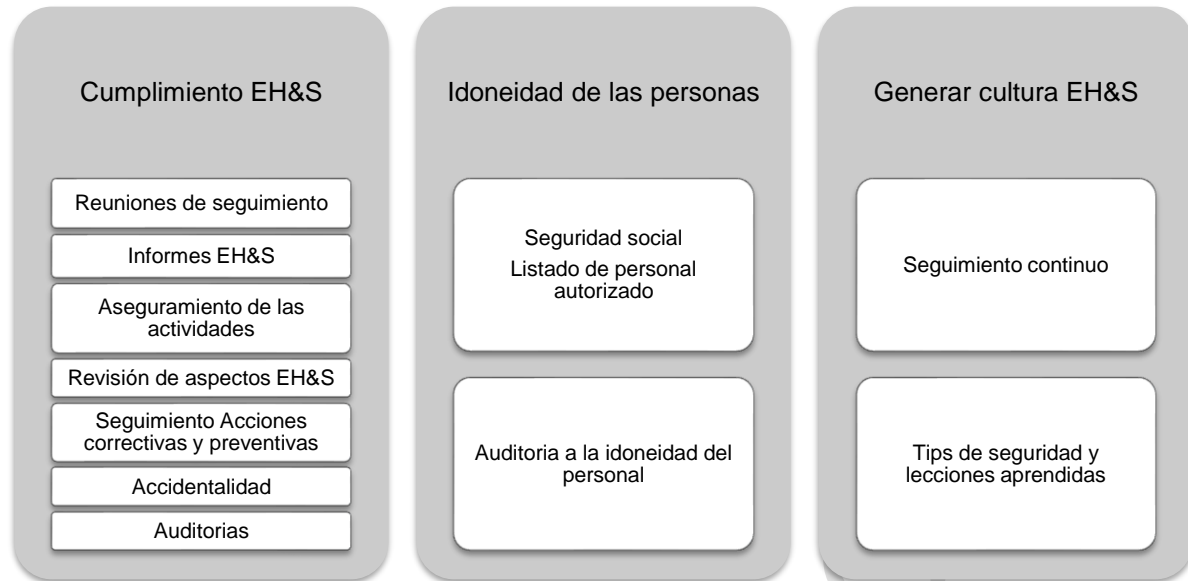 Cumplimiento EH&S
Reuniones de seguimiento
Informes EH&S
Aseguramiento de las
actividades
Revisión de aspectos EH&S
Seguimiento Acciones
correctivas y preventivas
Accidentalidad
Auditorias
Idoneidad de las personas
Seguridad social
Listado de personal
autorizado
Auditoria a la idoneidad del
personal
Generar cultura EH&S
Seguimiento continuo
Tips de seguridad y
lecciones aprendidas